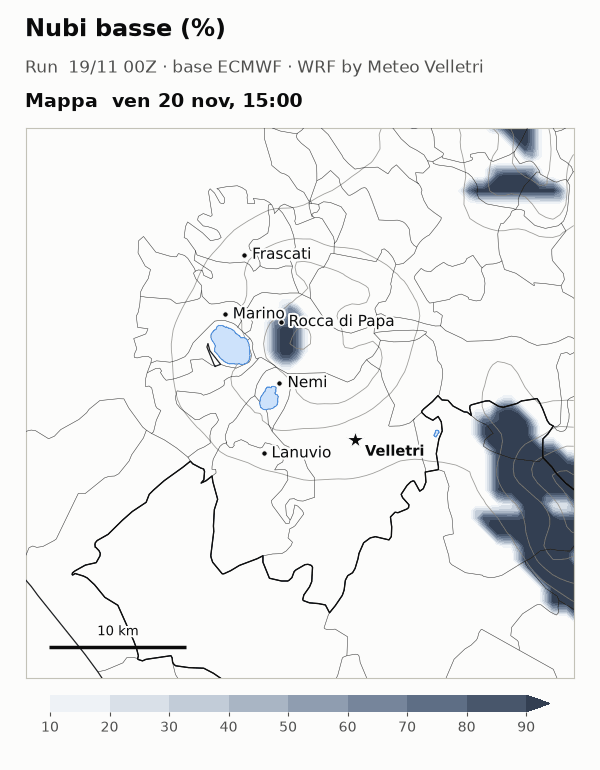 Nubi basse (%)
Run  19/11 00Z · base ECMWF · WRF by Meteo Velletri
Mappa  ven 20 nov, 15:00
Frascati
Marino
Rocca di Papa
Nemi
Lanuvio
Velletri
10 km
10 20 30 40 50 60 70 80 90